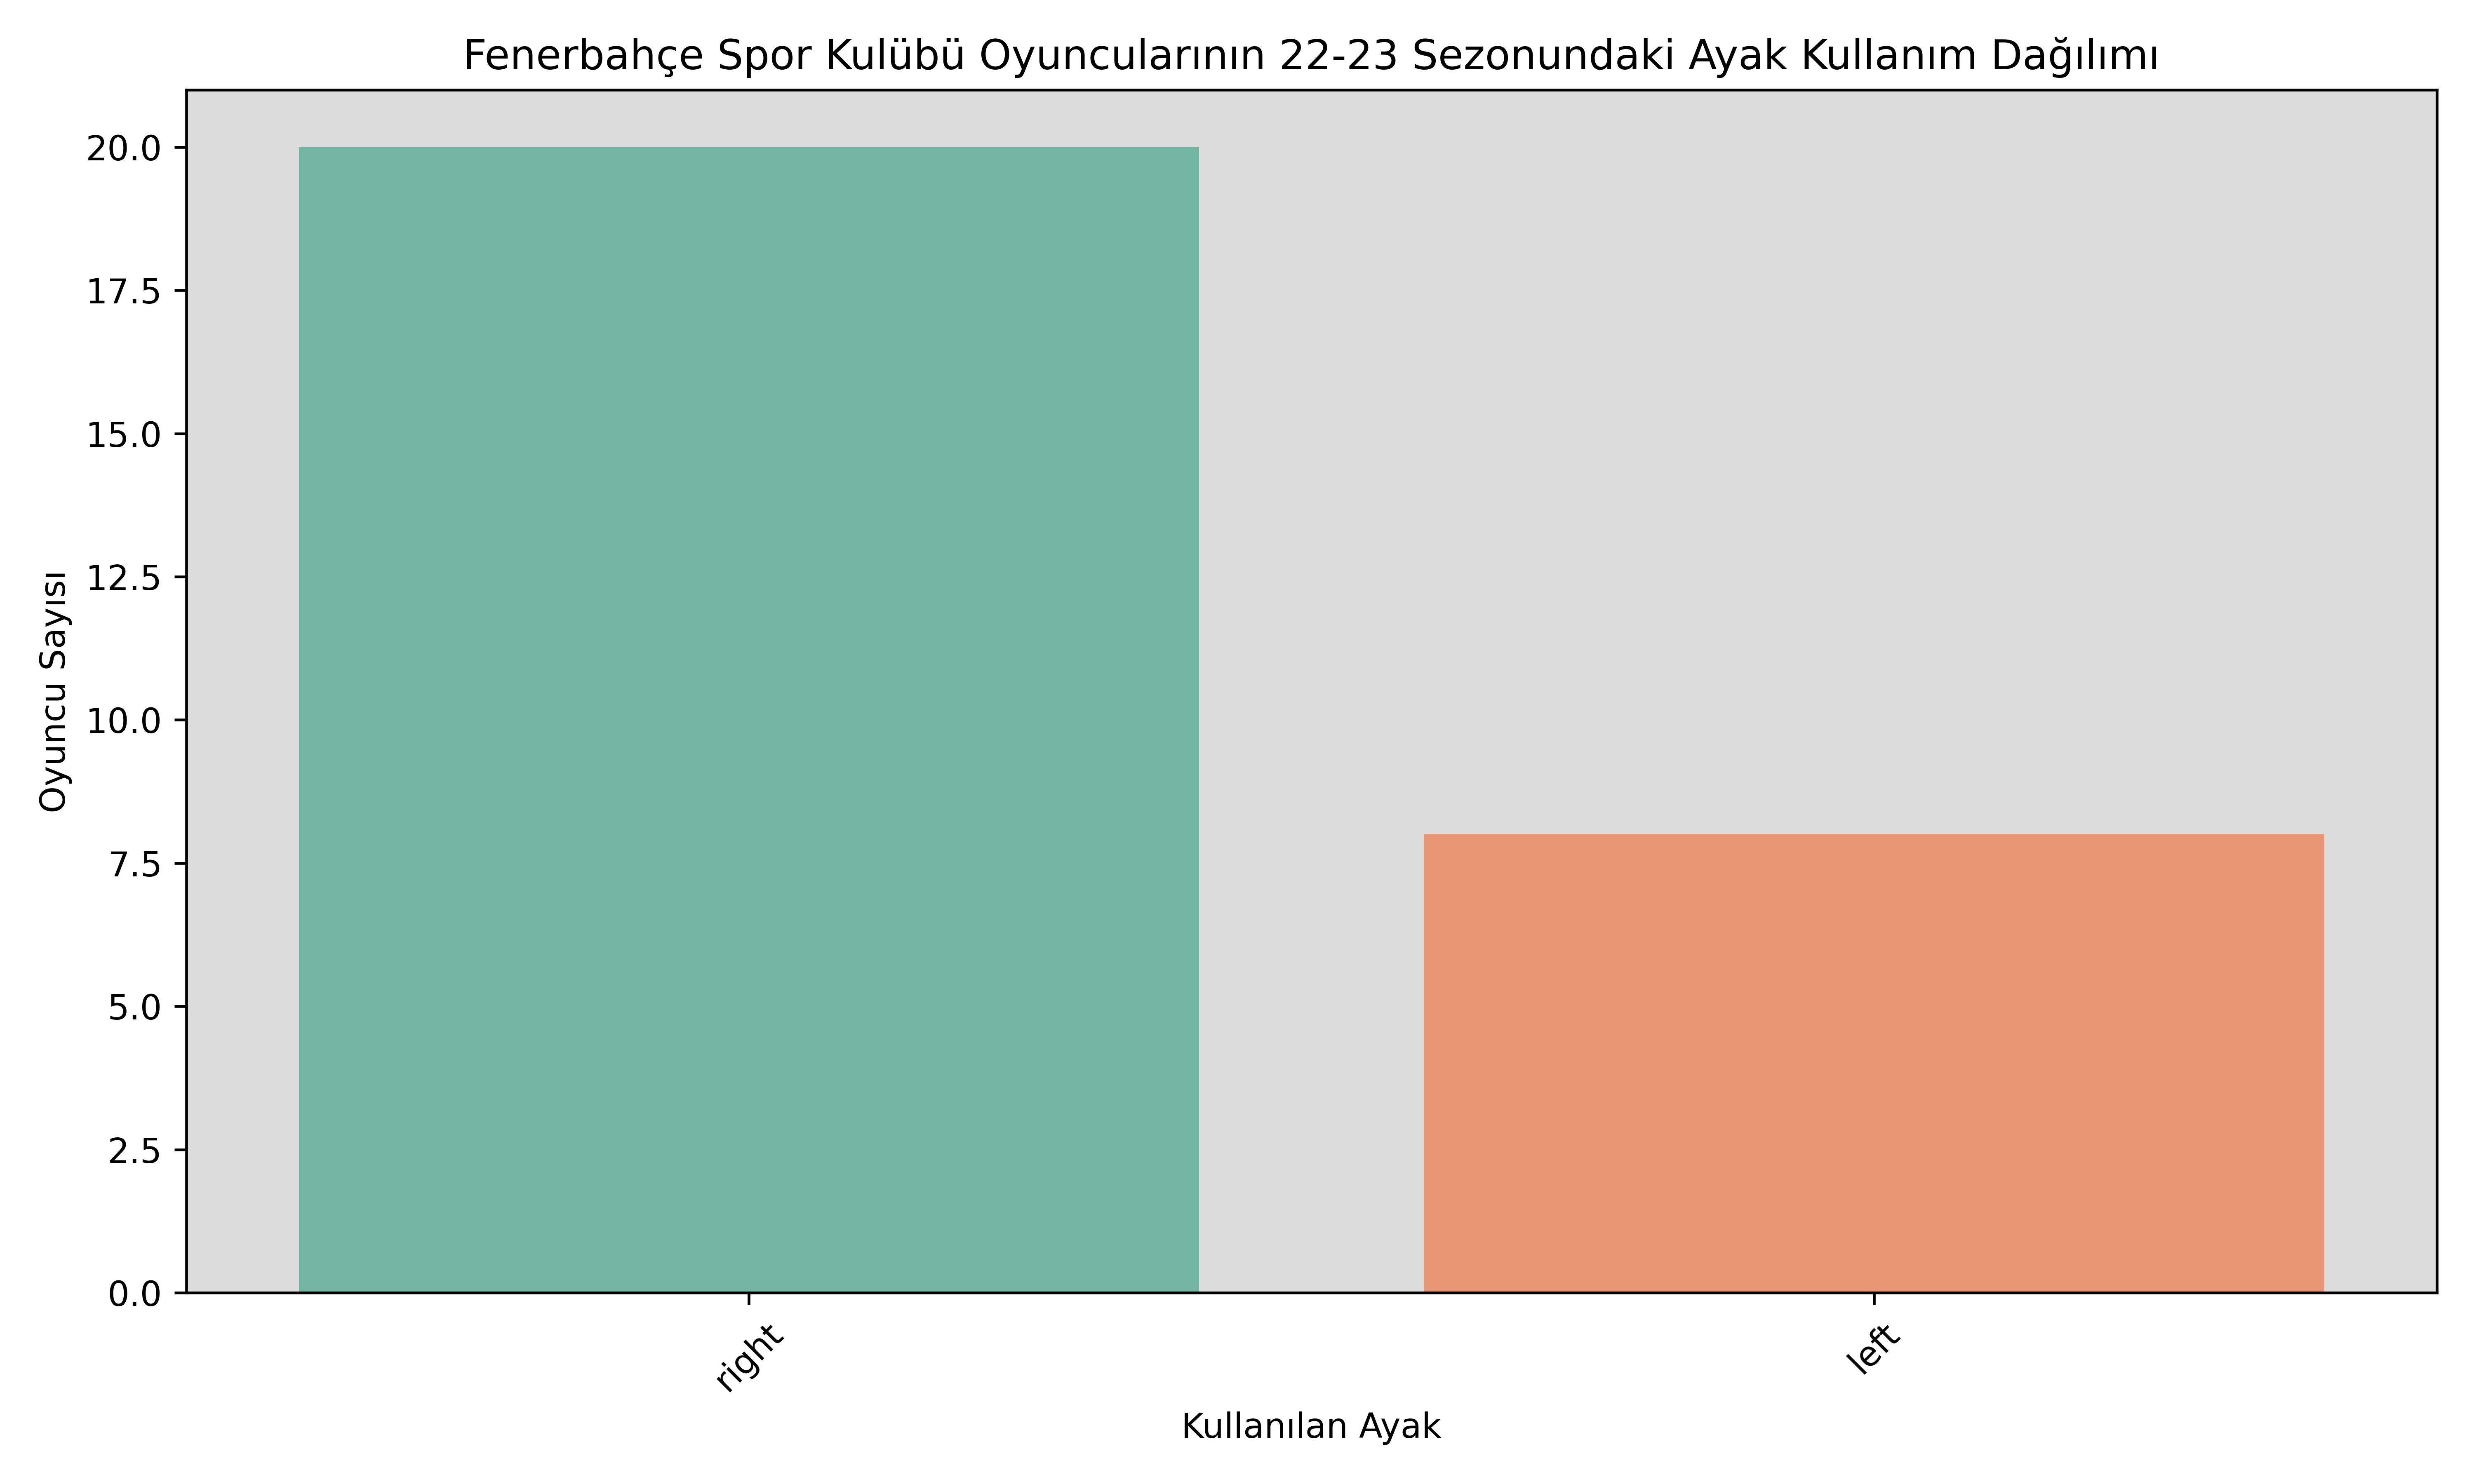 Fenerbahçe Spor Kulübü Oyuncularının 22-23 Sezonundaki Ayak Kullanım Dağılımı
Oyuncu Sayısı
20.0
17.5
15.0
12.5
10.0
7.5
5.0
2.5
0.0
right
left
Kullanılan Ayak